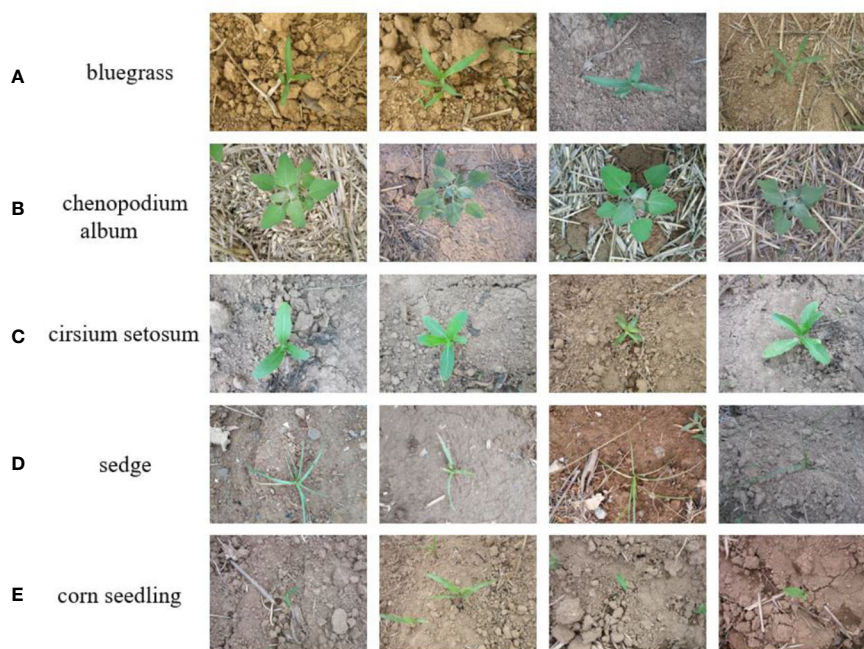 A bluegrass
B chenopodium
album
C cirsium setosum
D sedge
E corn seedling